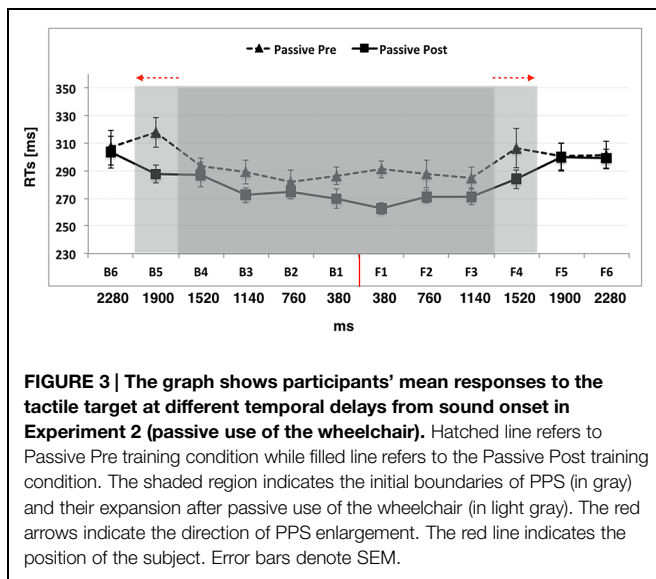 Passive Pre Passive Post
350
330
310
290
270
250
230
RTs [ms]
B6 B5 B4 B3 B2 B1 F1 F2 F3 F4 F5 F6
2280 1900 1520 1140 760 380 380 760 1140 1520 1900 2280
ms
FIGURE 3 | The graph shows participants’ mean responses to the
tactile target at different temporal delays from sound onset in
Experiment 2 (passive use of the wheelchair). Hatched line refers to
Passive Pre training condition while filled line refers to the Passive Post training
condition. The shaded region indicates the initial boundaries of PPS (in gray)
and their expansion after passive use of the wheelchair (in light gray). The red
arrows indicate the direction of PPS enlargement. The red line indicates the
position of the subject. Error bars denote SEM.